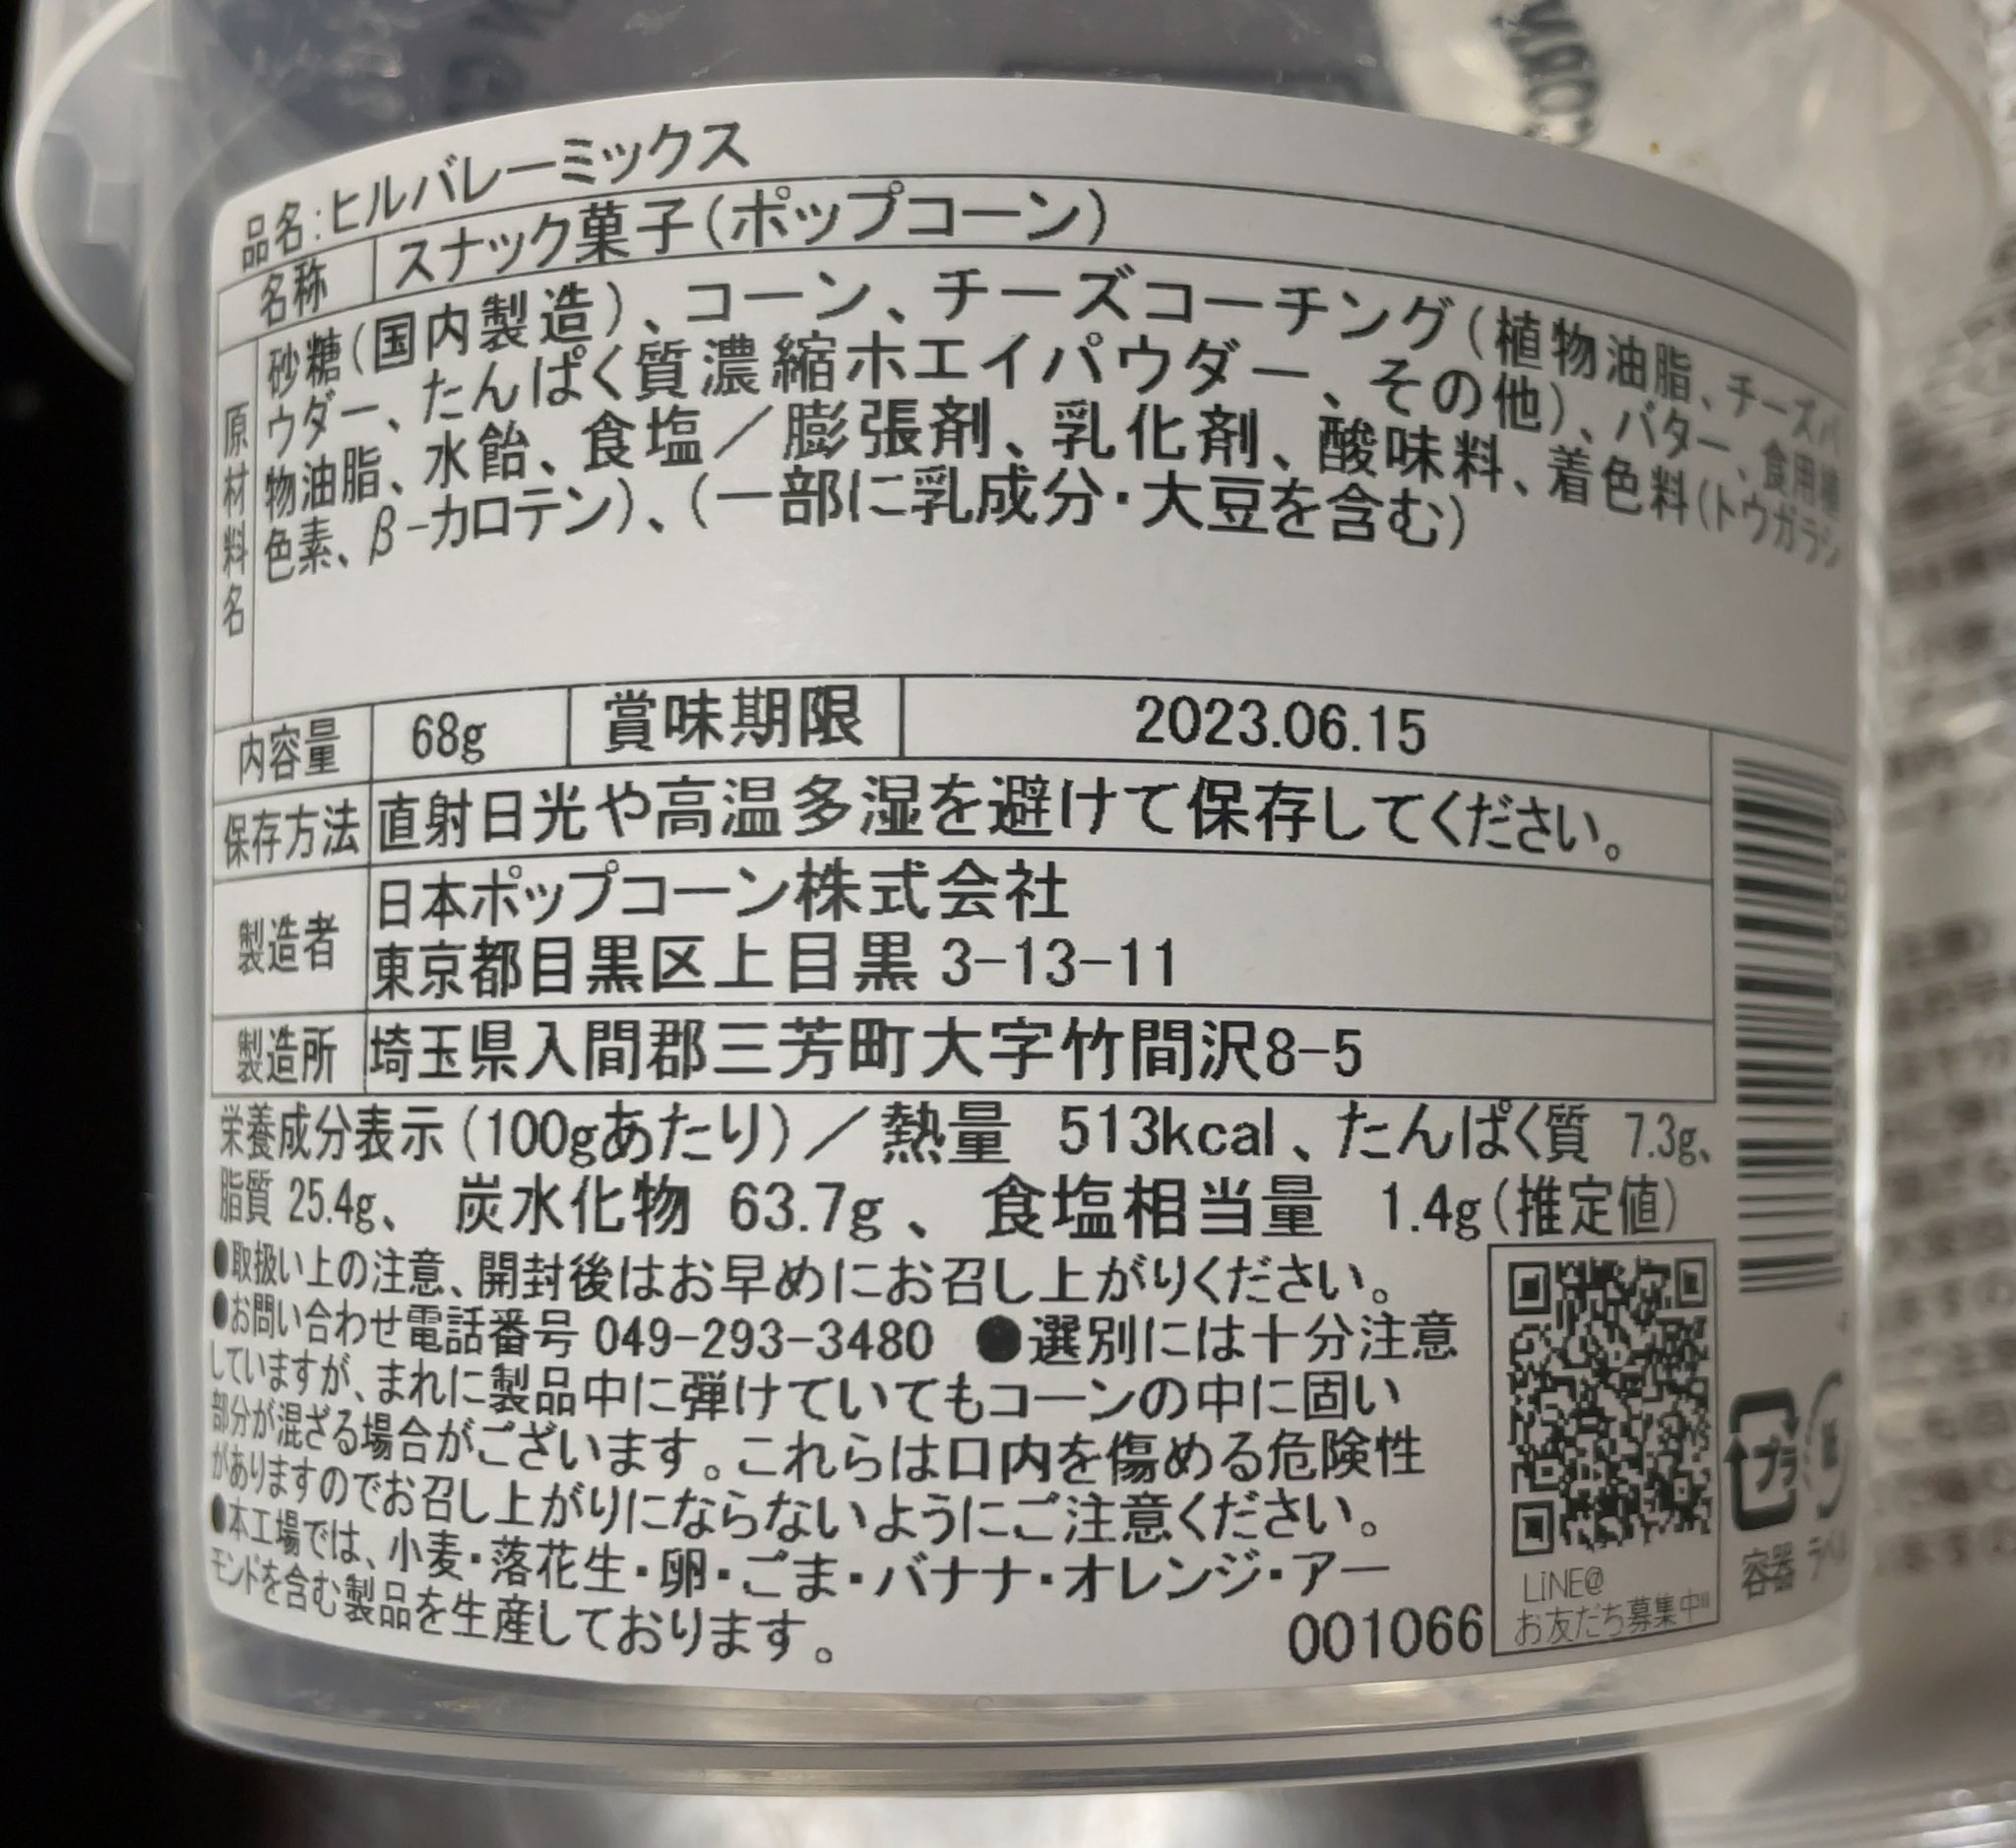 品名:ヒルバレーミックス
名称 スナック菓子(ポップコーン)
原材料名 砂糖(国内製造)、コーン、チーズコーチング(植物油脂、チーズパ
ウダー、たんぱく質濃縮ホエイパウダー、その他)、バター、食用植
物油脂、水飴、食塩／膨張剤、乳化剤、酸味料、着色料(トウガラシ
色素、β-カロテン)、(一部に乳成分・大豆を含む)
内容量 68g 賞味期限 2023.06.15
保存方法 直射日光や高温多湿を避けて保存してください。
製造者 日本ポップコーン株式会社
東京都目黒区上目黒 3-13-11
製造所 埼玉県入間郡三芳町大字竹間沢8-5
栄養成分表示(100gあたり)／熱量 513kcal、たんぱく質 7.3g、
脂質 25.4g、 炭水化物 63.7g、食塩相当量 1.4g(推定値)
●取扱い上の注意、開封後はお早めにお召し上がりください。
●お問い合わせ電話番号 049-293-3480 ●選別には十分注意
していますが、まれに製品中に弾けていてもコーンの中に固い
部分が混ざる場合がございます。これらは口内を傷める危険性
がありますのでお召し上がりにならないようにご注意ください。
●本工場では、小麦・落花生・卵・ごま・バナナ・オレンジ・アー
モンドを含む製品を生産しております。
001066
LiNE@
お友だち募集中!!
プラ
容器 ラベル